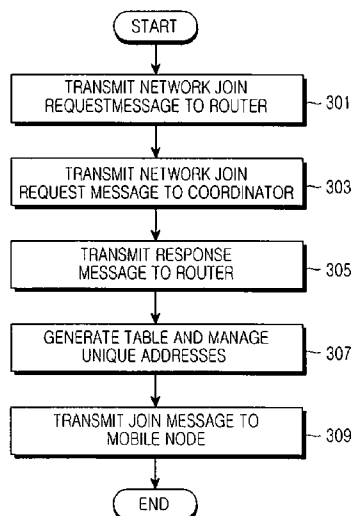 START
TRANSMIT NETWORK JOIN
REQUESTMESSAGE TO ROUTER
301
TRANSMIT NETWORK JOIN
REQUEST MESSAGE TO COORDINATOR
303
TRANSMIT RESPONSE
MESSAGE TO ROUTER
305
GENERATE TABLE AND MANAGE
UNIQUE ADDRESSES
307
TRANSMIT JOIN MESSAGE TO
MOBILE NODE
309
END